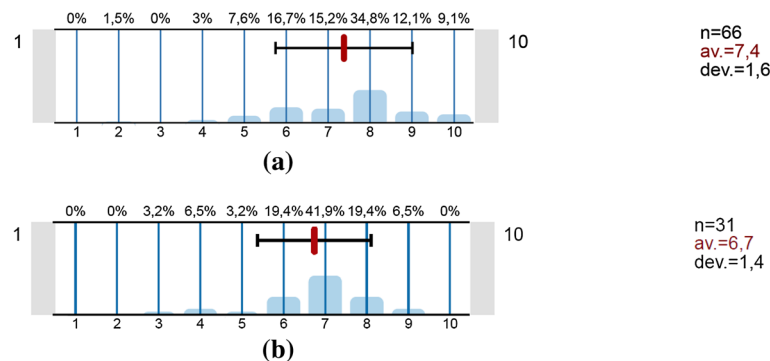 0% 1,5% 0% 3% 7,6% 16,7% 15,2% 34,8% 12,1% 9,1%
1 10
n=66
av.=7,4
dev.=1,6
1 2 3 4 5 6 7 8 9 10
(a)
0% 0% 3,2% 6,5% 3,2% 19,4% 41,9% 19,4% 6,5% 0%
1 10
n=31
av.=6,7
dev.=1,4
1 2 3 4 5 6 7 8 9 10
(b)